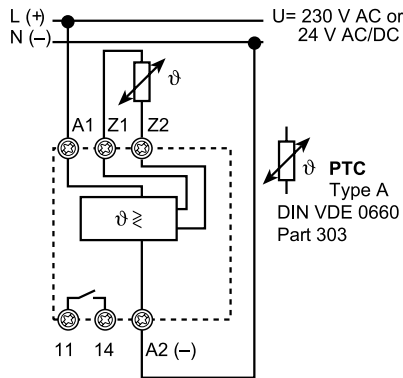 L (+)
N (–)
U= 230 V AC or
24 V AC/DC
ϑ
A1 Z1 Z2
ϑ PTC
Type A
DIN VDE 0660
Part 303
ϑ ≷
11 14 A2 (–)